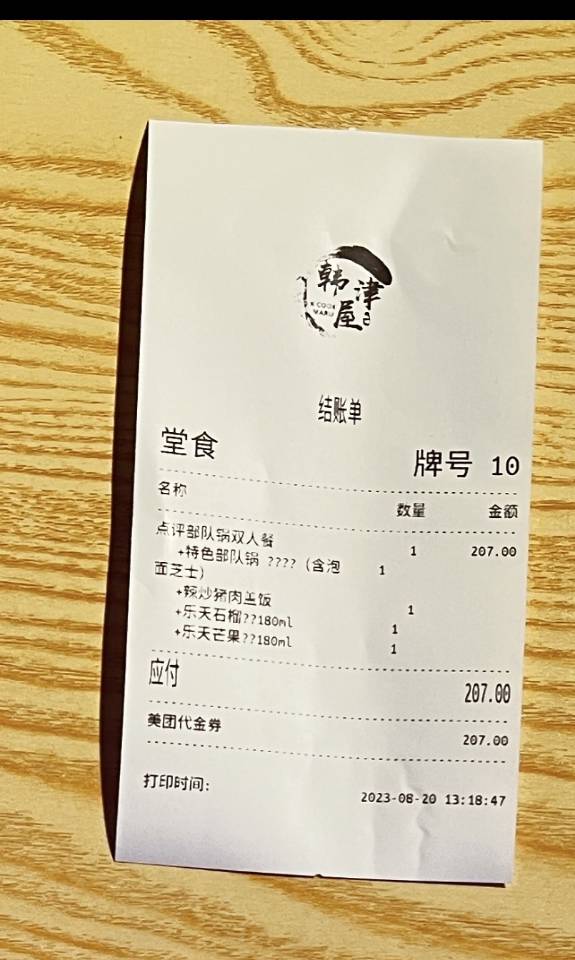 韩津
屋
K COOK
MARU
结账单
堂食 牌号 10
名称 数量 金额
点评部队锅双人餐 1 207.00
+特色部队锅 ???? (含泡 1
面芝士)
+辣炒猪肉盖饭 1
+乐天石榴??180ml 1
+乐天芒果??180ml 1
应付 207.00
美团代金券 207.00
打印时间: 2023-08-20 13:18:47